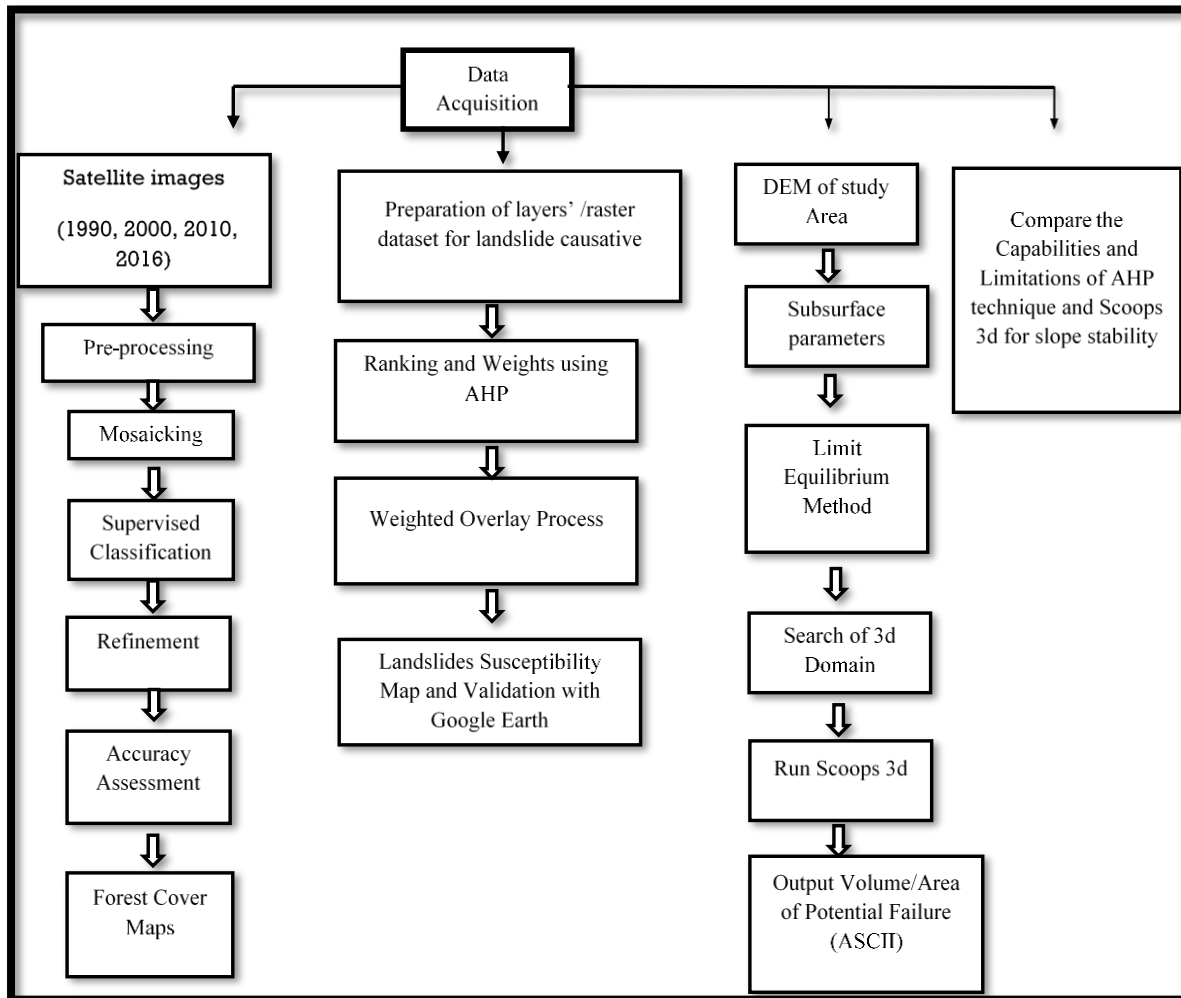 Data
Acquisition
Satellite images
(1990, 2000, 2010,
2016)
Pre-processing
Mosaicking
Supervised
Classification
Refinement
Accuracy
Assessment
Forest Cover
Maps
Preparation of layers’ /raster
dataset for landslide causative
Ranking and Weights using
AHP
Weighted Overlay Process
Landslides Susceptibility
Map and Validation with
Google Earth
DEM of study
Area
Subsurface
parameters
Limit
Equilibrium
Method
Search of 3d
Domain
Run Scoops 3d
Output Volume/Area
of Potential Failure
(ASCII)
Compare the
Capabilities and
Limitations of AHP
technique and Scoops
3d for slope stability